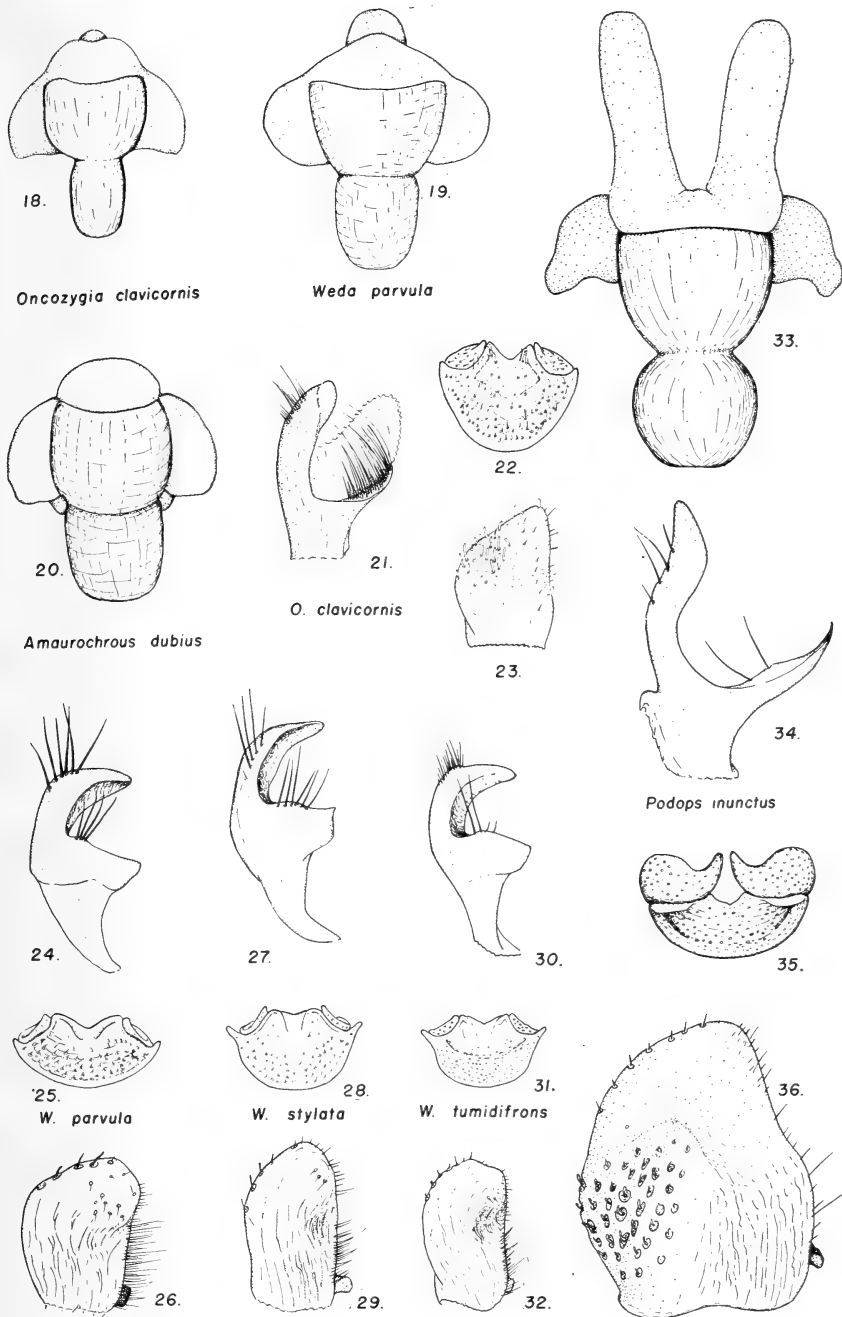 18.
19.
33.
Oncozygia clavicornis
Weda parvula
20.
21.
22.
Amaurochrous dubius
O. clavicornis
23.
34.
Podops inunctus
24.
27.
30.
35.
25.
28.
31.
36.
W. parvula
W. stylata
W. tumidifrons
26.
29.
32.